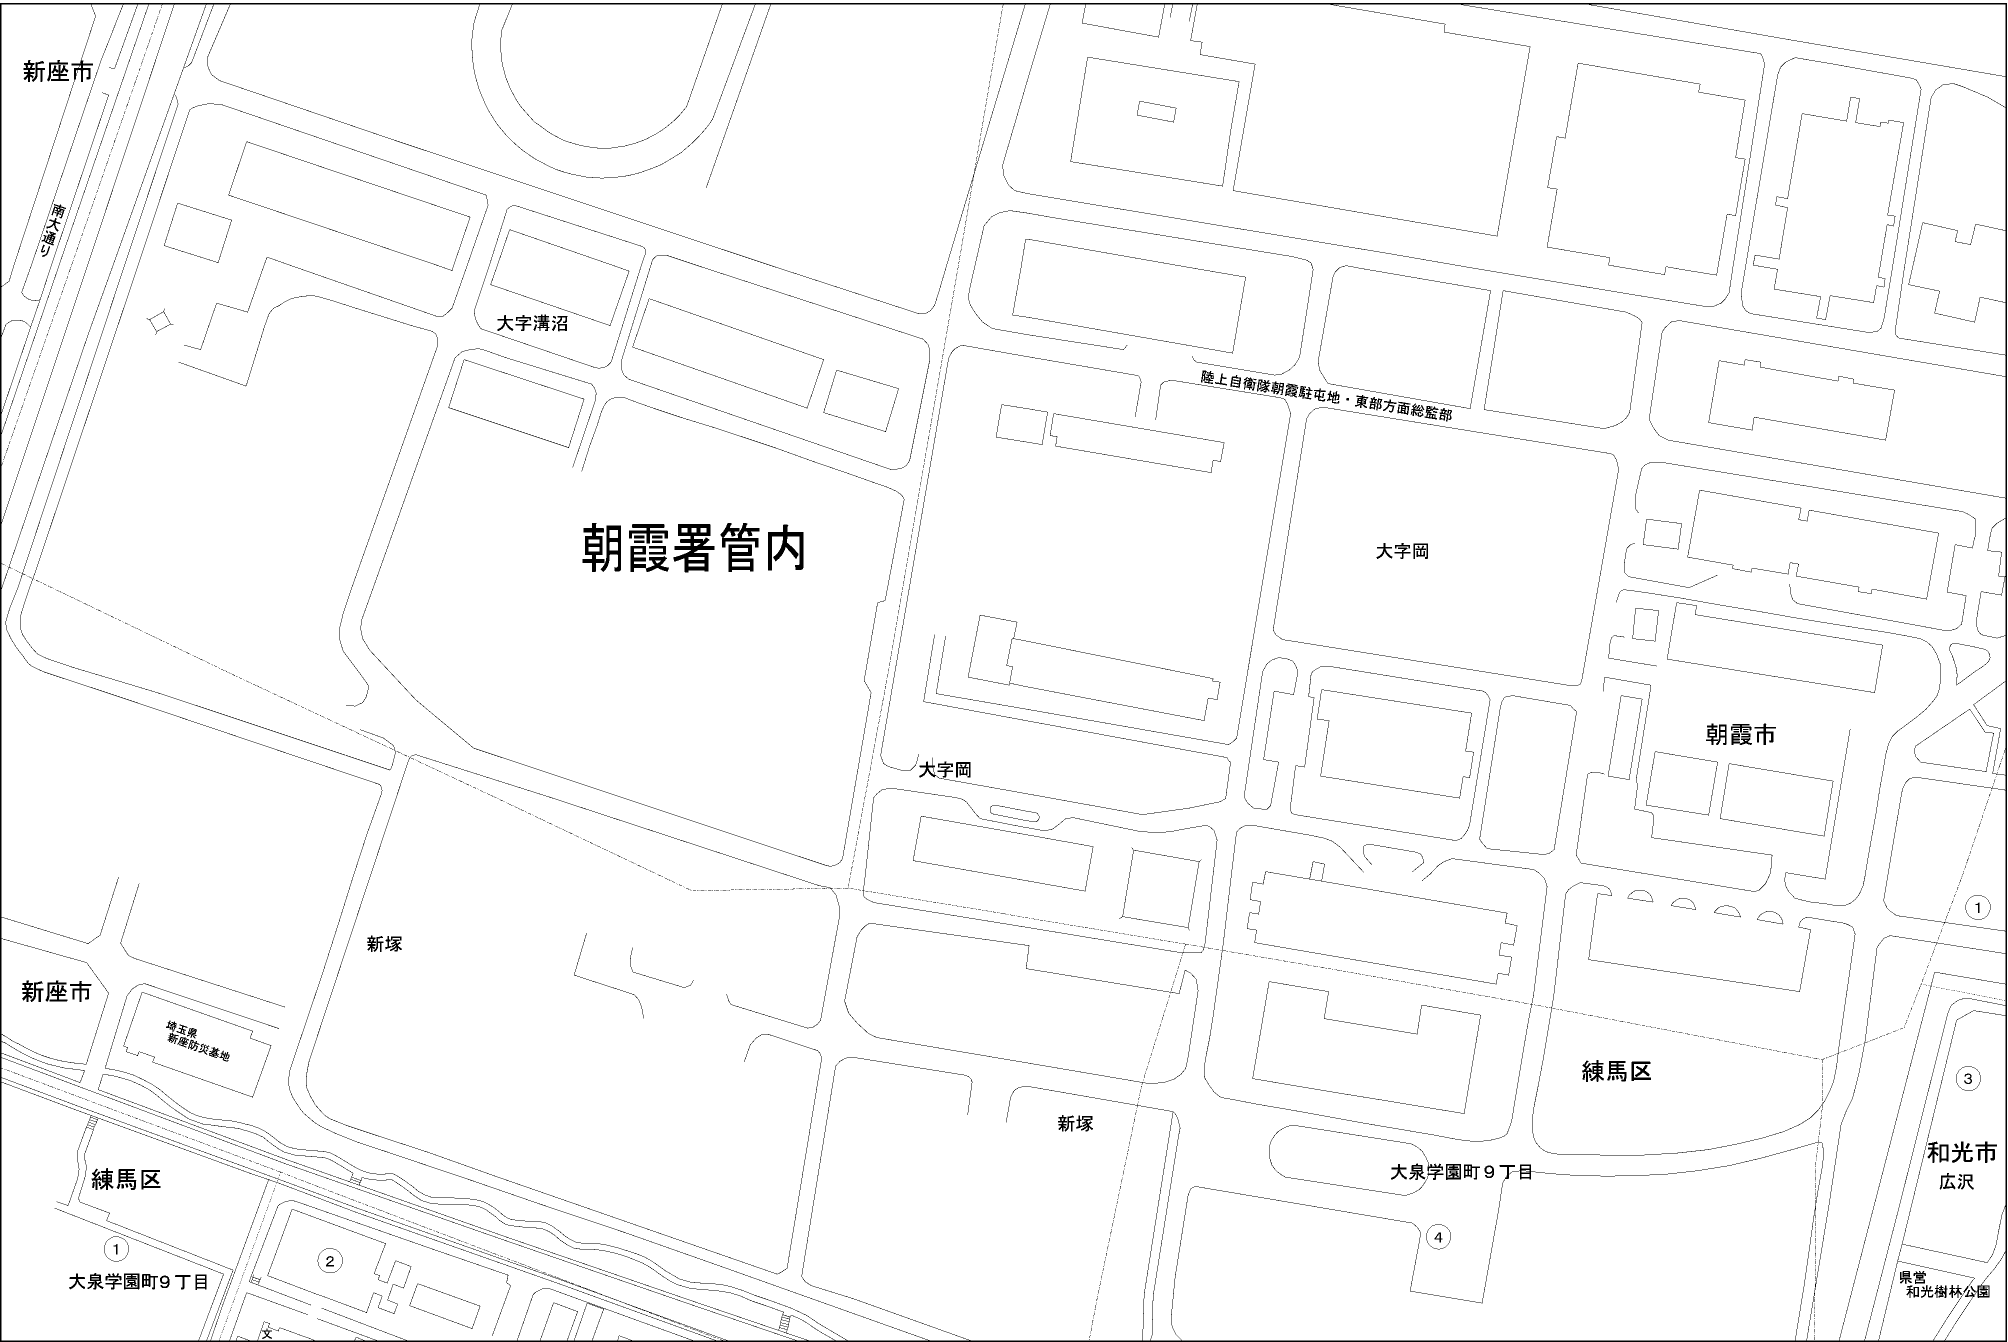 新座市
南大通り
大字溝沼
陸上自衛隊朝霞駐屯地・東部方面総監部
朝霞署管内
大字岡
朝霞市
大字岡
1
新塚
新座市
埼玉県
新座防災基地
練馬区
3
新塚
和光市
広沢
大泉学園町9丁目
練馬区
4
1
2
大泉学園町9丁目
県営
和光樹林公園
文